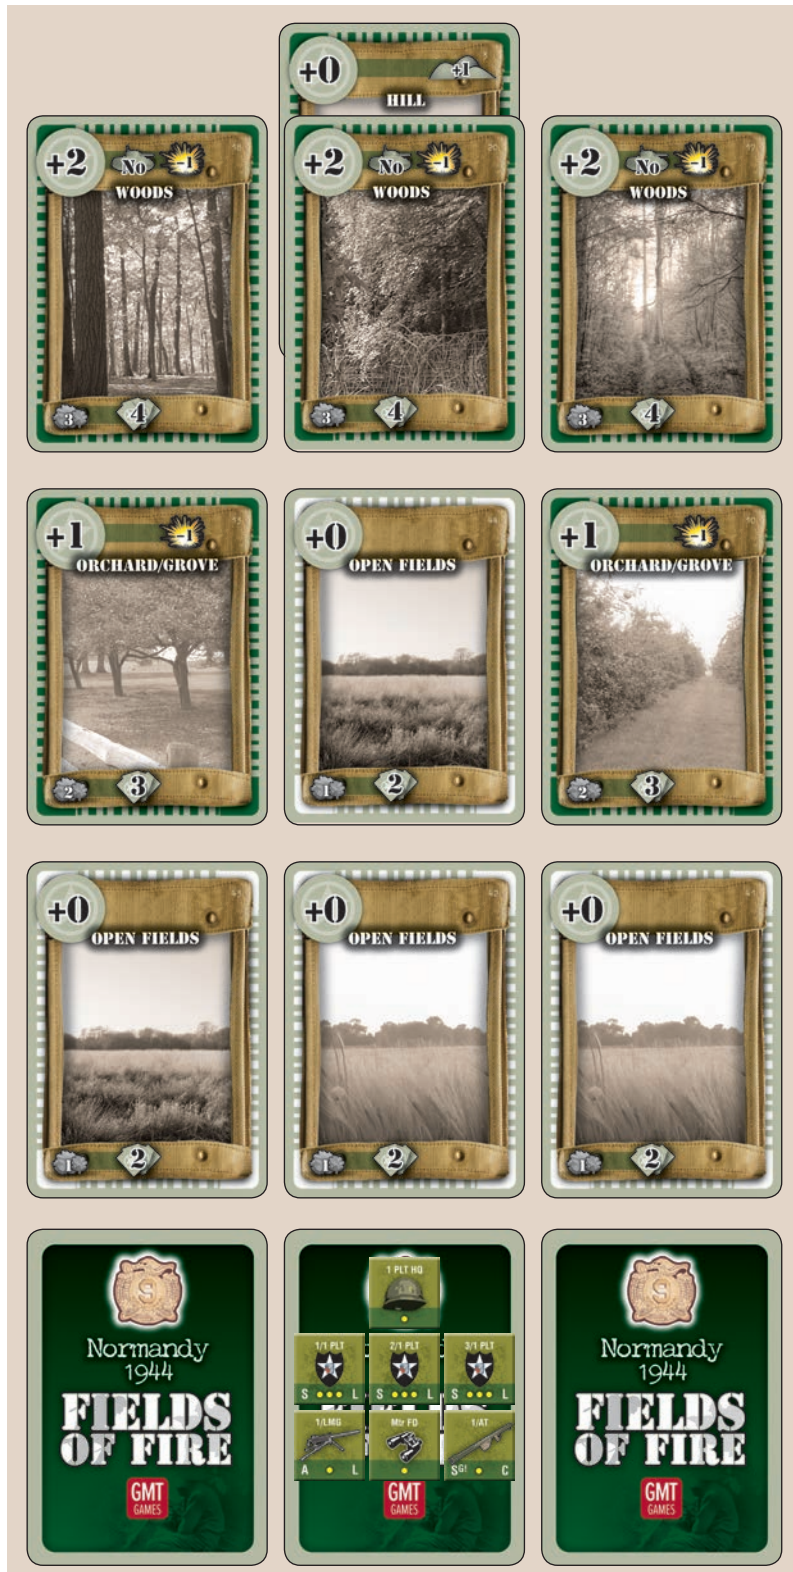 +0 +1
HILL
+2 No -1
WOODS
3 4
+2 No -1
WOODS
3 4
+2 No -1
WOODS
3 4
+1 -1
ORCHARD/GROVE
2 3
+0
OPEN FIELDS
1 2
+1 -1
ORCHARD/GROVE
2 3
+0
OPEN FIELDS
1 2
+0
OPEN FIELDS
1 2
+0
OPEN FIELDS
1 2
S
Normandy
1944
FIELDS
OF FIRE
GMT
GAMES
1 PLT HQ
1/1 PLT
S L
2/1 PLT
S L
3/1 PLT
S L
1/LMG
A L
Mtr FO
1/AT
SG! C
GMT
GAMES
S
Normandy
1944
FIELDS
OF FIRE
GMT
GAMES